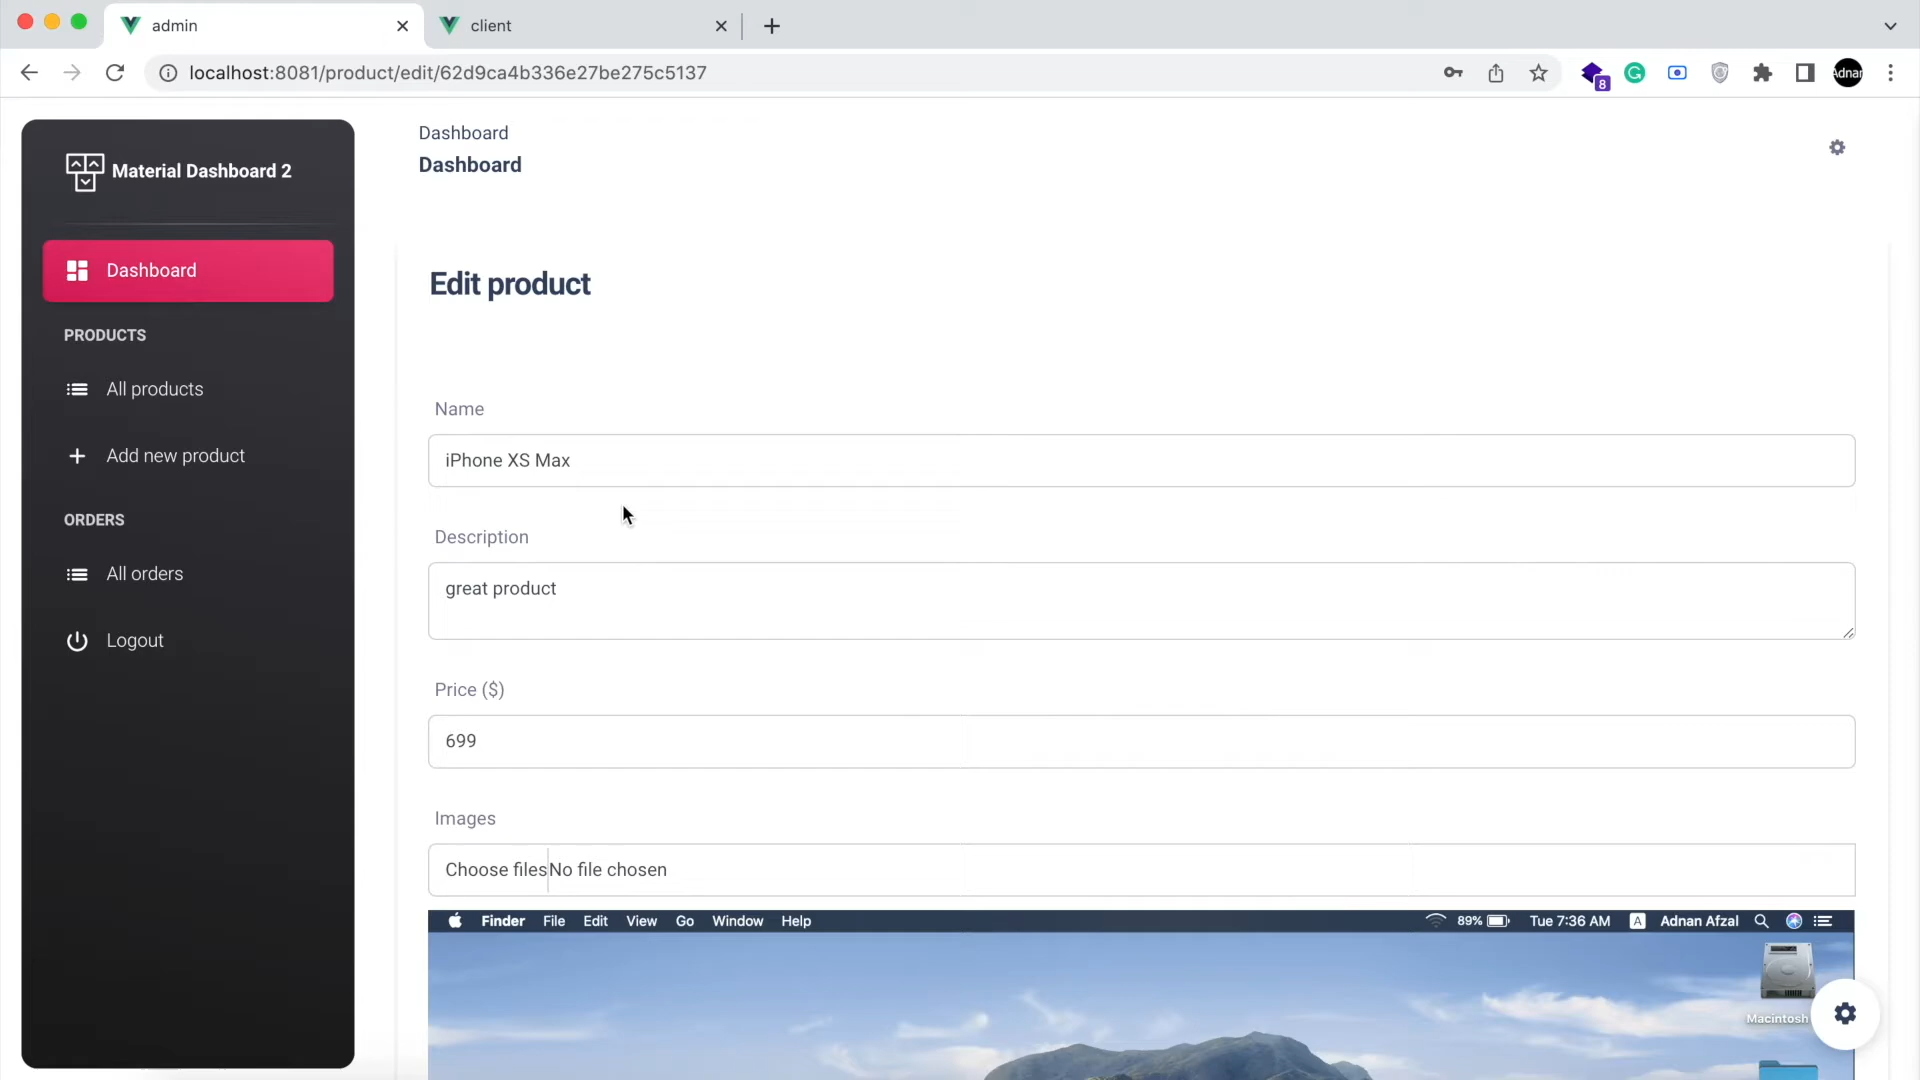 admin
client
localhost:8081/product/edit/62d9ca4b336e27be275c5137
8
Adnan
Material Dashboard 2
Dashboard
PRODUCTS
All products
Add new product
ORDERS
All orders
Logout
Dashboard
Dashboard
Edit product
Name
iPhone XS Max
Description
great product
Price ($)
699
Images
Choose files No file chosen
Finder File Edit View Go Window Help 89% Tue 7:36 AM A Adnan Afzal
Macintosh